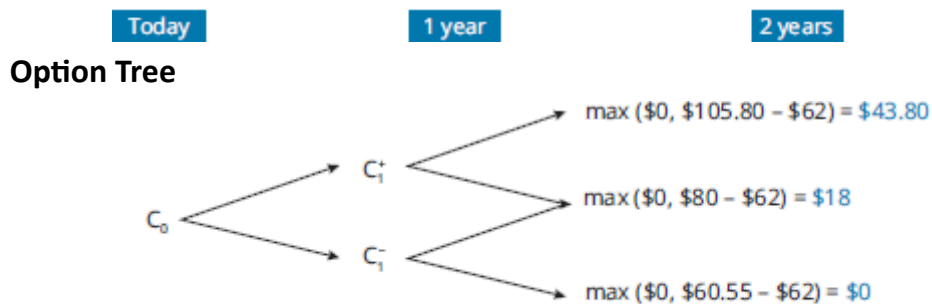 Today 1 year 2 years
Option Tree
max ($0, $105.80 – $62) = $43.80
C₁⁺
max ($0, $80 – $62) = $18
C₀
C₁⁻
max ($0, $60.55 – $62) = $0